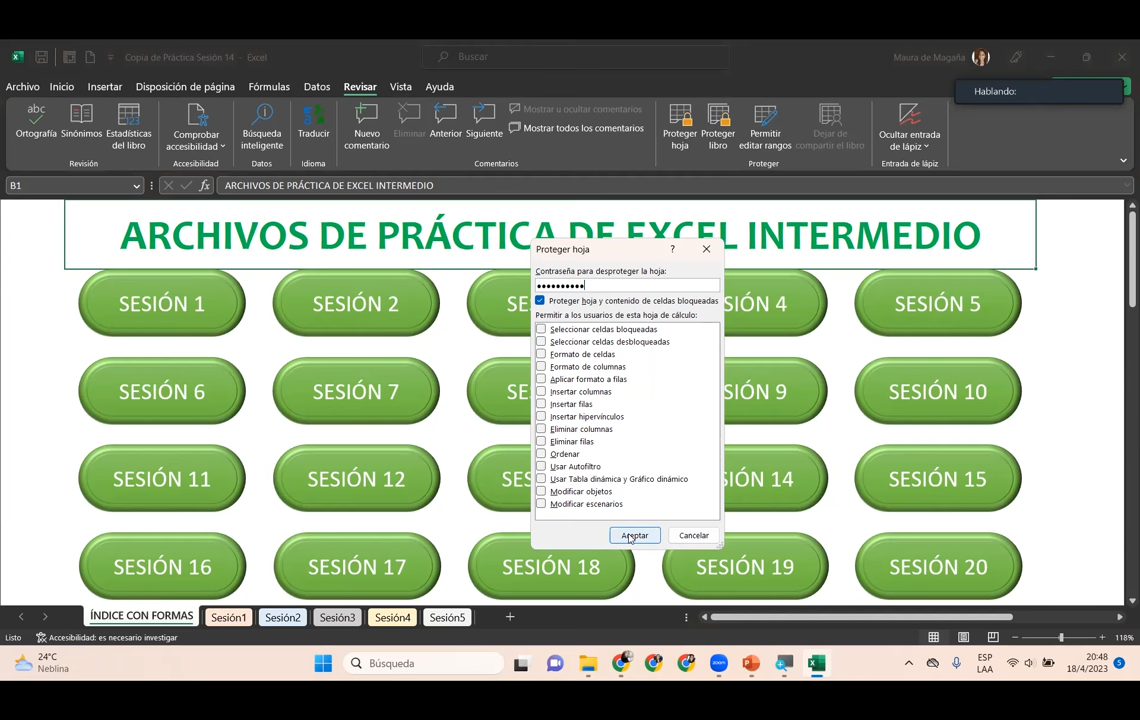 Copia de Práctica Sesión 14 - Excel
Buscar
Maura de Magaña
Archivo Inicio Insertar Disposición de página Fórmulas Datos Revisar Vista Ayuda
Hablando:
abc
Ortografía Sinónimos Estadísticas del libro
Revisión
Comprobar accesibilidad
Accesibilidad
Búsqueda inteligente
Datos
Traducir
Idioma
Nuevo comentario
Eliminar Anterior Siguiente
Mostrar u ocultar comentarios
Mostrar todos los comentarios
Comentarios
Proteger hoja
Proteger libro
Permitir editar rangos
Dejar de compartir el libro
Proteger
Ocultar entrada de lápiz
Entrada de lápiz
B1
fx
ARCHIVOS DE PRÁCTICA DE EXCEL INTERMEDIO
ARCHIVOS DE PRÁCTICA DE EXCEL INTERMEDIO
SESIÓN 1 SESIÓN 2 4 SESIÓN 5
SESIÓN 6 SESIÓN 7 SESIÓN 10
SESIÓN 11 SESIÓN 12 SESIÓN 15
SESIÓN 16 SESIÓN 17 SESIÓN 18 SESIÓN 19 SESIÓN 20
Proteger hoja
?
Contraseña para desproteger la hoja:
••••••••••
Proteger hoja y contenido de celdas bloqueadas
Permitir a los usuarios de esta hoja de cálculo:
Seleccionar celdas bloqueadas
Seleccionar celdas desbloqueadas
Formato de celdas
Formato de columnas
Aplicar formato a filas
Insertar columnas
Insertar filas
Insertar hipervínculos
Eliminar columnas
Eliminar filas
Ordenar
Usar Autofiltro
Usar Tabla dinámica y Gráfico dinámico
Modificar objetos
Modificar escenarios
Aceptar Cancelar
ÍNDICE CON FORMAS Sesión1 Sesión2 Sesión3 Sesión4 Sesión5
Listo
Accesibilidad: es necesario investigar
118%
24°C
Neblina
Búsqueda
zoom
ESP
LAA
20:48
18/4/2023
5